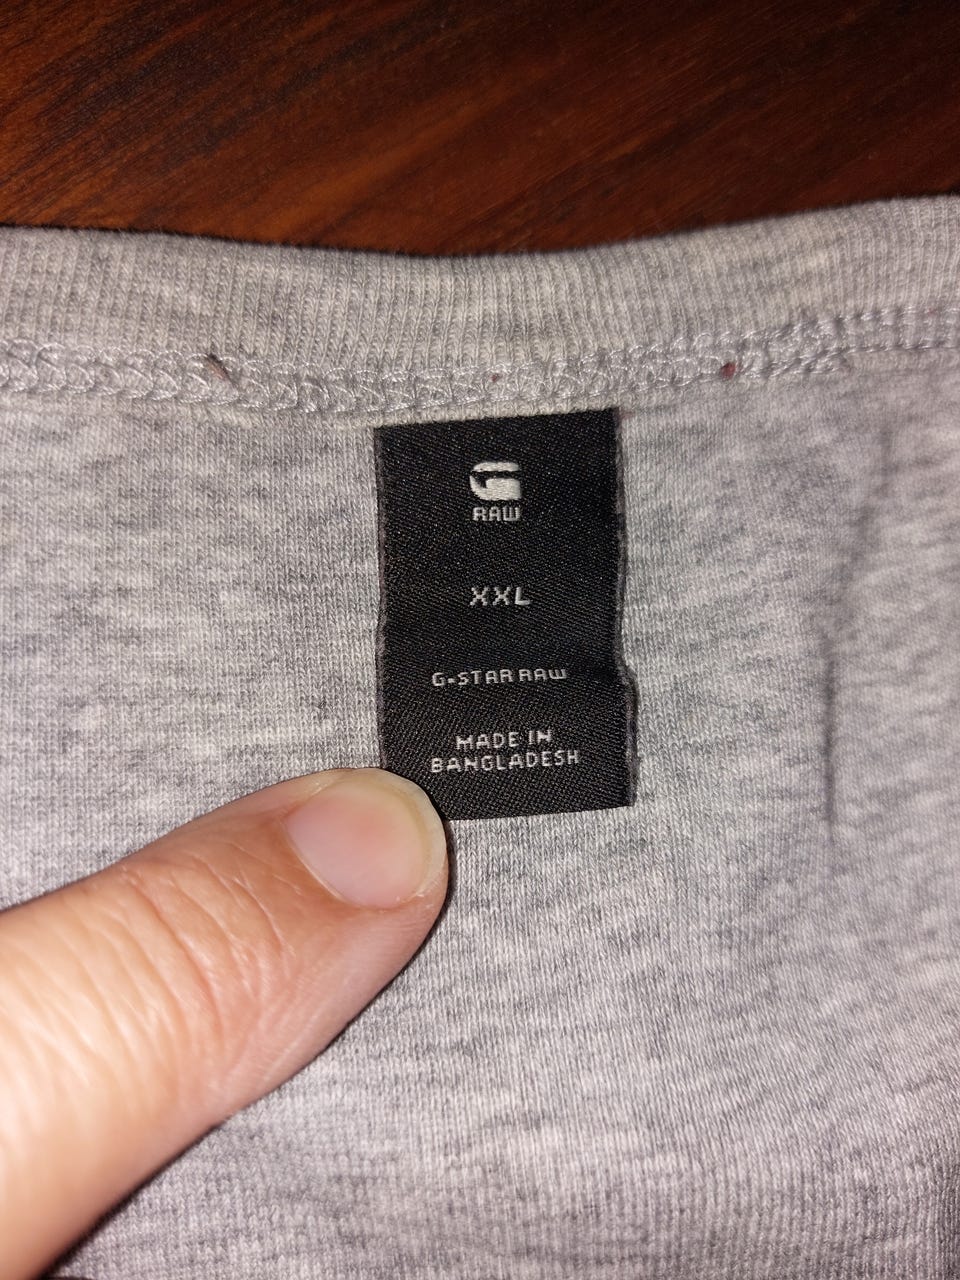 G
RAW
XXL
G-STAR RAW
MADE IN
BANGLADESH